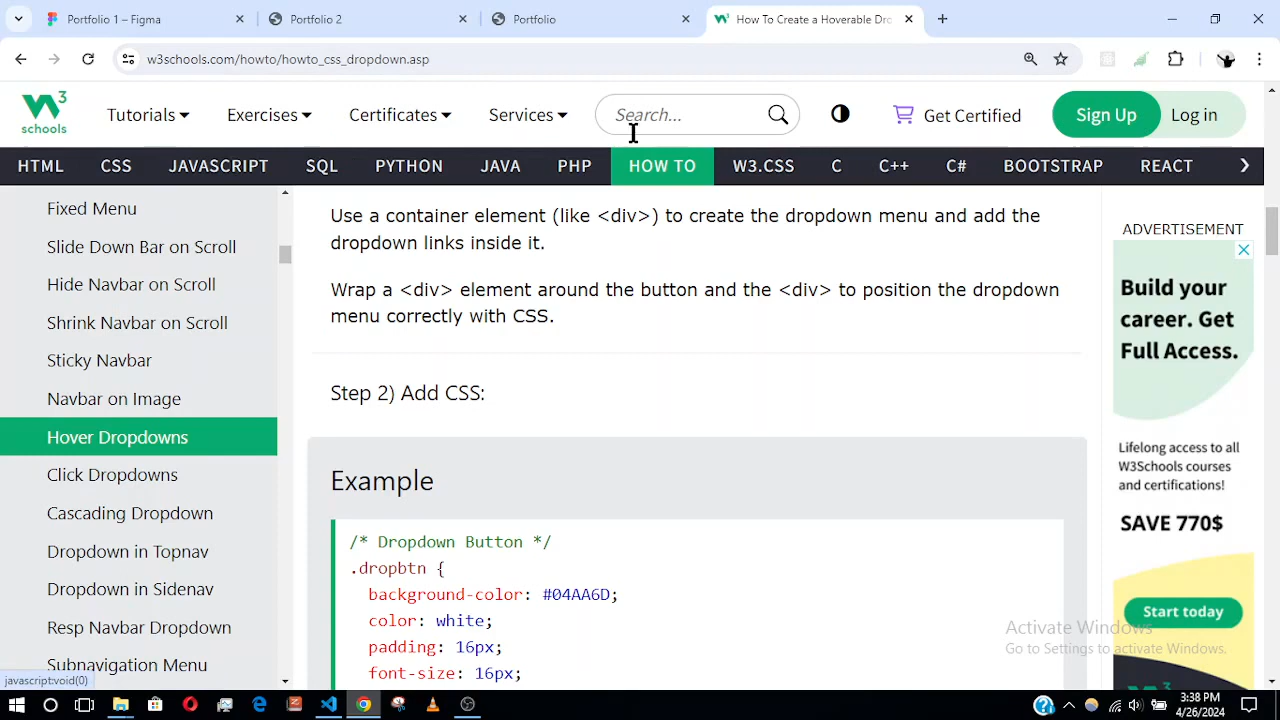 Portfolio 1 – Figma
Portfolio 2
Portfolio
How To Create a Hoverable Dro
w3schools.com/howto/howto_css_dropdown.asp
W3
schools
Tutorials
Exercises
Certificates
Services
Search...
Get Certified
Sign Up
Log in
HTML
CSS
JAVASCRIPT
SQL
PYTHON
JAVA
PHP
HOW TO
W3.CSS
C
C++
C#
BOOTSTRAP
REACT
Fixed Menu
Slide Down Bar on Scroll
Hide Navbar on Scroll
Shrink Navbar on Scroll
Sticky Navbar
Navbar on Image
Hover Dropdowns
Click Dropdowns
Cascading Dropdown
Dropdown in Topnav
Dropdown in Sidenav
Resp Navbar Dropdown
Subnavigation Menu
javascript:void(0)
Use a container element (like <div>) to create the dropdown menu and add the
dropdown links inside it.
Wrap a <div> element around the button and the <div> to position the dropdown
menu correctly with CSS.
Step 2) Add CSS:
Example
/* Dropdown Button */
.dropbtn {
background-color: #04AA6D;
color: white;
padding: 16px;
font-size: 16px;
ADVERTISEMENT
Build your
career. Get
Full Access.
Lifelong access to all
W3Schools courses
and certifications!
SAVE 770$
Start today
Activate Windows
Go to Settings to activate Windows.
3:38 PM
4/26/2024